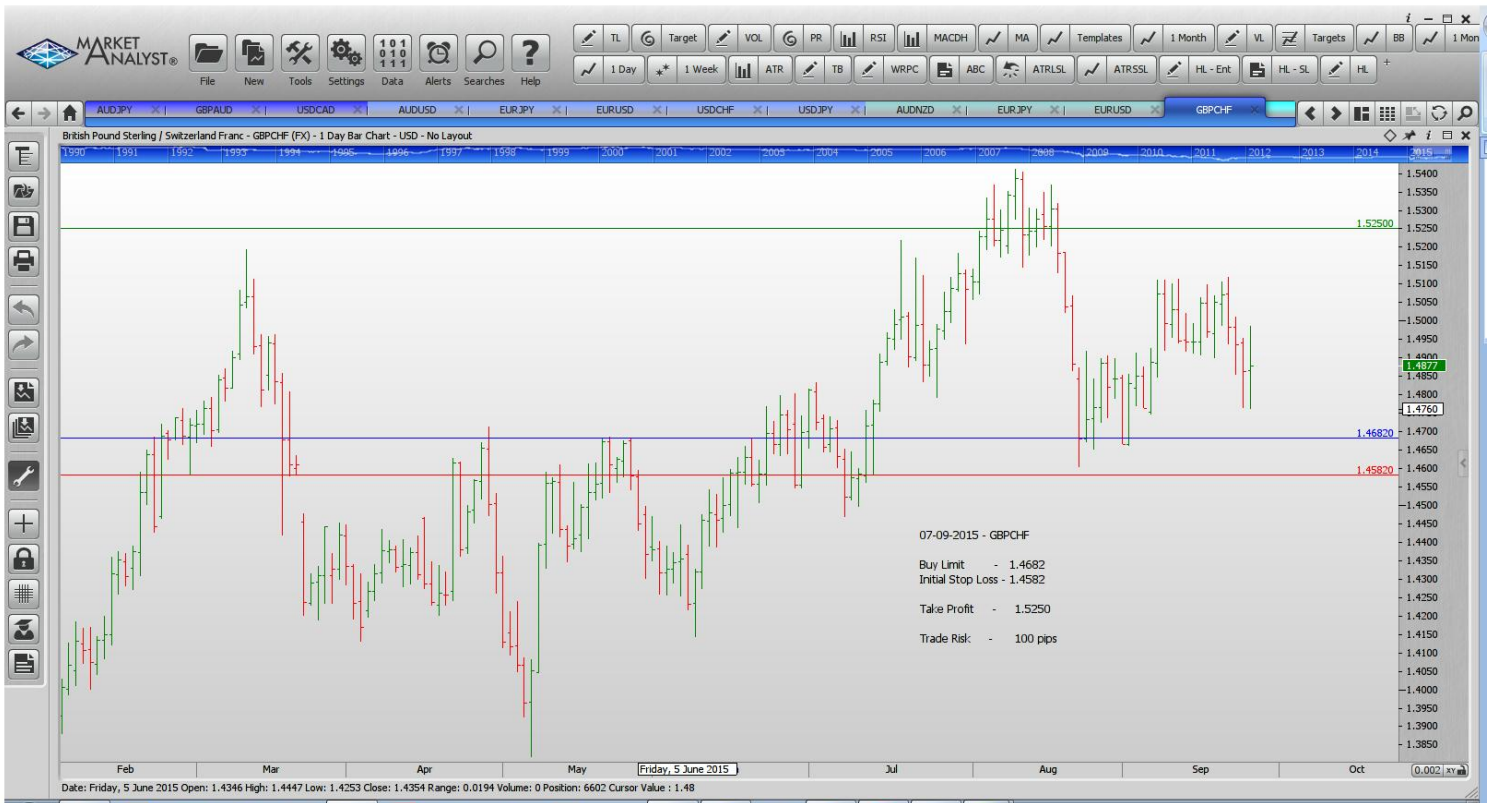 MARKET ANALYST®
File New Tools Settings Data Alerts Searches Help
TL Target VOL PR RSI MACDH MA Templates 1 Month VL Targets BB 1 Mon
1 Day 1 Week ATR TB WRPC ABC ATRLSL ATRSSL HL - Ent HL - SL HL
AUDJPY GBPAUD USDCAD AUDUSD EURJPY EURUSD USDCHF USDJPY AUDNZD EURJPY EURUSD GBPCHF
British Pound Sterling / Switzerland Franc - GBPCHF (FX) - 1 Day Bar Chart - USD - No Layout
1990 1991 1992 1993 1994 1995 1996 1997 1998 1999 2000 2001 2002 2003 2004 2005 2006 2007 2008 2009 2010 2011 2012 2013 2014 2015
1.5400
1.5350
1.5300
1.52500
1.5250
1.5200
1.5150
1.5100
1.5050
1.5000
1.4950
1.4900
1.4877
1.4850
1.4800
1.4760
1.4700
1.46820
1.4650
1.4600
1.45820
1.4550
1.4500
1.4450
1.4400
1.4350
1.4300
1.4250
1.4200
1.4150
1.4100
1.4050
1.4000
1.3950
1.3900
1.3850
07-09-2015 - GBPCHF
Buy Limit - 1.4682
Initial Stop Loss - 1.4582
Take Profit - 1.5250
Trade Risk - 100 pips
Feb Mar Apr May Friday, 5 June 2015 Jul Aug Sep Oct 0.002 XY
Date: Friday, 5 June 2015 Open: 1.4346 High: 1.4447 Low: 1.4253 Close: 1.4354 Range: 0.0194 Volume: 0 Position: 6602 Cursor Value : 1.48